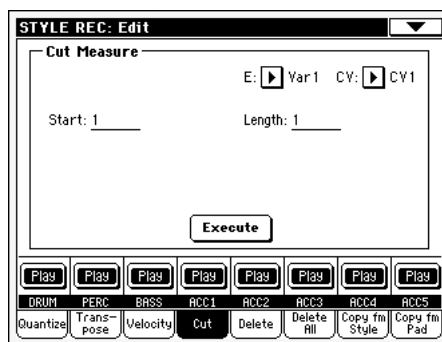 STYLE REC: Edit
Cut Measure
E: Var1 CV: CV1
Start: 1 Length: 1
Execute
Play Play Play Play Play Play Play Play
DRUM PERC BASS ACC1 ACC2 ACC3 ACC4 ACC5
Quantize Trans-pose Velocity Cut Delete Delete All Copy fm Style Copy fm Pad